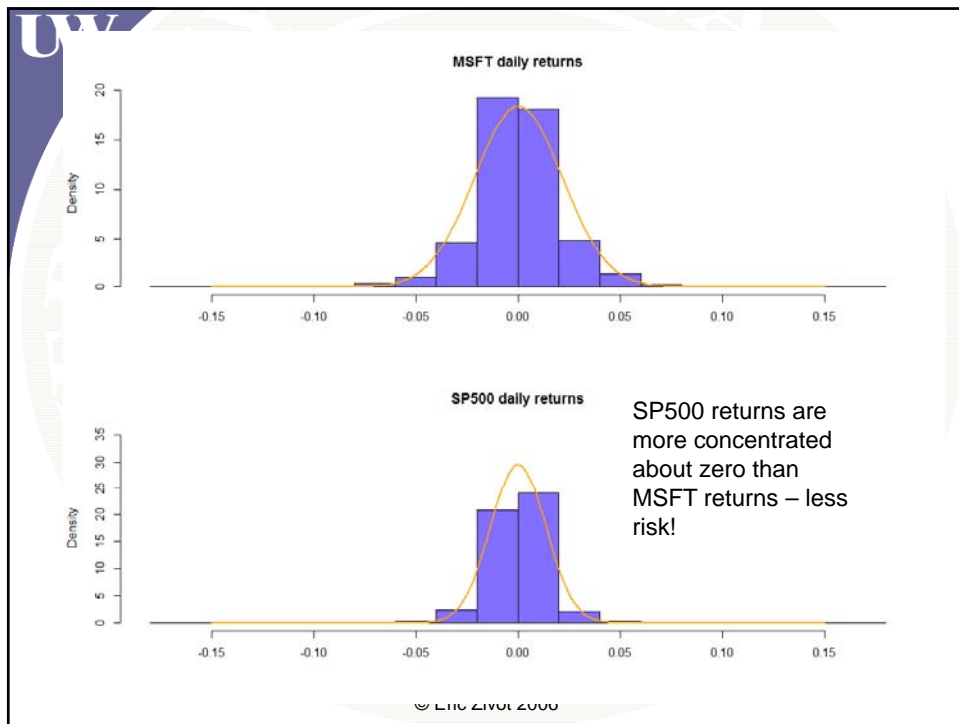 UW
MSFT daily returns
Density
0
5
10
15
20
-0.15
-0.10
-0.05
0.00
0.05
0.10
0.15
SP500 daily returns
Density
0
5
10
15
20
25
30
35
-0.15
-0.10
-0.05
0.00
0.05
0.10
0.15
SP500 returns are
more concentrated
about zero than
MSFT returns – less
risk!
© Eric Zivot 2006